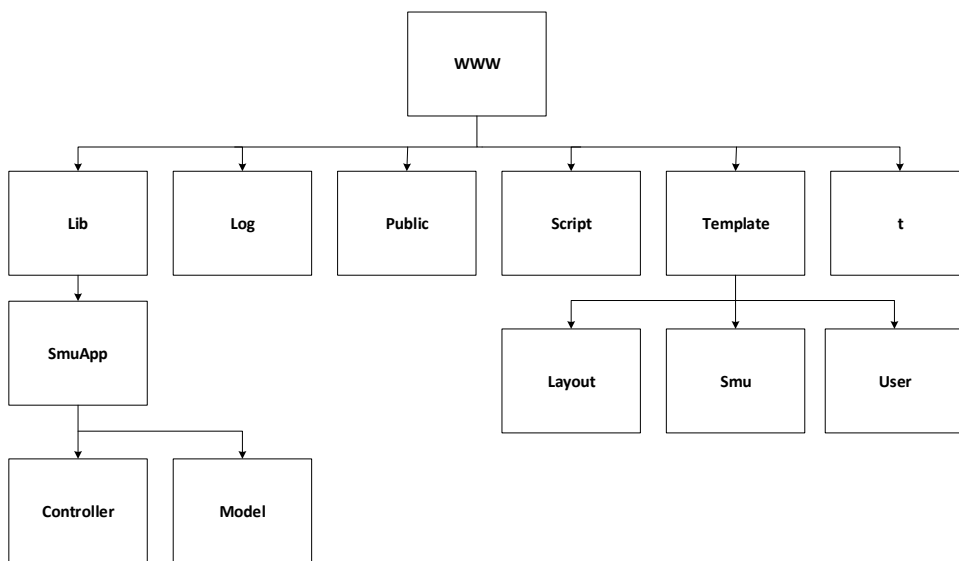 WWW
Lib
Log
Public
Script
Template
t
SmuApp
Layout
Smu
User
Controller
Model